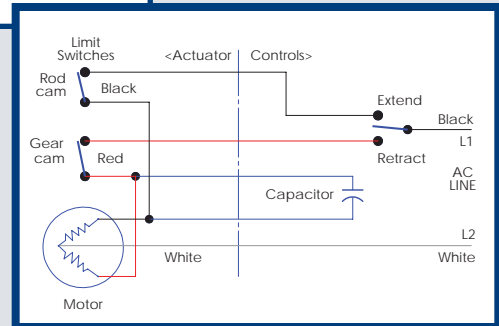 Limit
Switches
<Actuator Controls>
Rod
cam
Black
Extend
Black
L1
Gear
cam
Red
Retract
AC
LINE
Capacitor
L2
White
White
Motor